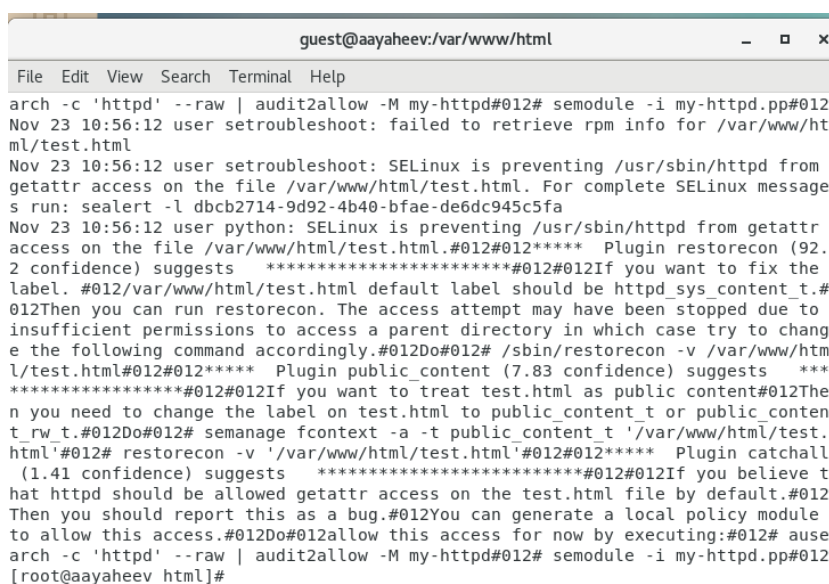 guest@aayaheev:/var/www/html
File Edit View Search Terminal Help
arch -c 'httpd' --raw | audit2allow -M my-httpd#012# semodule -i my-httpd.pp#012
Nov 23 10:56:12 user setroubleshoot: failed to retrieve rpm info for /var/www/ht
ml/test.html
Nov 23 10:56:12 user setroubleshoot: SELinux is preventing /usr/sbin/httpd from
getattr access on the file /var/www/html/test.html. For complete SELinux message
s run: sealert -l dbcb2714-9d92-4b40-bfae-de6dc945c5fa
Nov 23 10:56:12 user python: SELinux is preventing /usr/sbin/httpd from getattr
access on the file /var/www/html/test.html.#012#012*****  Plugin restorecon (92.
2 confidence) suggests   ************************#012#012If you want to fix the
label. #012/var/www/html/test.html default label should be httpd_sys_content_t.#
012Then you can run restorecon. The access attempt may have been stopped due to
insufficient permissions to access a parent directory in which case try to chang
e the following command accordingly.#012Do#012# /sbin/restorecon -v /var/www/htm
l/test.html#012#012*****  Plugin public_content (7.83 confidence) suggests   ***
*****************#012#012If you want to treat test.html as public content#012The
n you need to change the label on test.html to public_content_t or public_conten
t_rw_t.#012Do#012# semanage fcontext -a -t public_content_t '/var/www/html/test.
html'#012# restorecon -v '/var/www/html/test.html'#012#012*****  Plugin catchall
 (1.41 confidence) suggests   **************************#012#012If you believe t
hat httpd should be allowed getattr access on the test.html file by default.#012
Then you should report this as a bug.#012You can generate a local policy module
to allow this access.#012Do#012allow this access for now by executing:#012# ause
arch -c 'httpd' --raw | audit2allow -M my-httpd#012# semodule -i my-httpd.pp#012
[root@aayaheev html]#